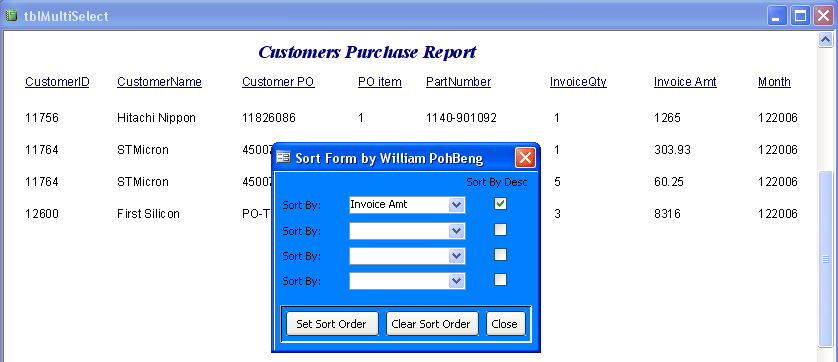 tblMultiSelect
Customers Purchase Report
CustomerID CustomerName Customer PO PO item PartNumber InvoiceQty Invoice Amt Month
11756 Hitachi Nippon 11826086 1 1140-901092 1 1265 122006
11764 STMicron 45007 1 303.93 122006
11764 STMicron 45007 5 60.25 122006
12600 First Silicon PO-T 3 8316 122006
Sort Form by William PohBeng
Sort By Desc
Sort By: Invoice Amt
Sort By:
Sort By:
Sort By:
Set Sort Order Clear Sort Order Close